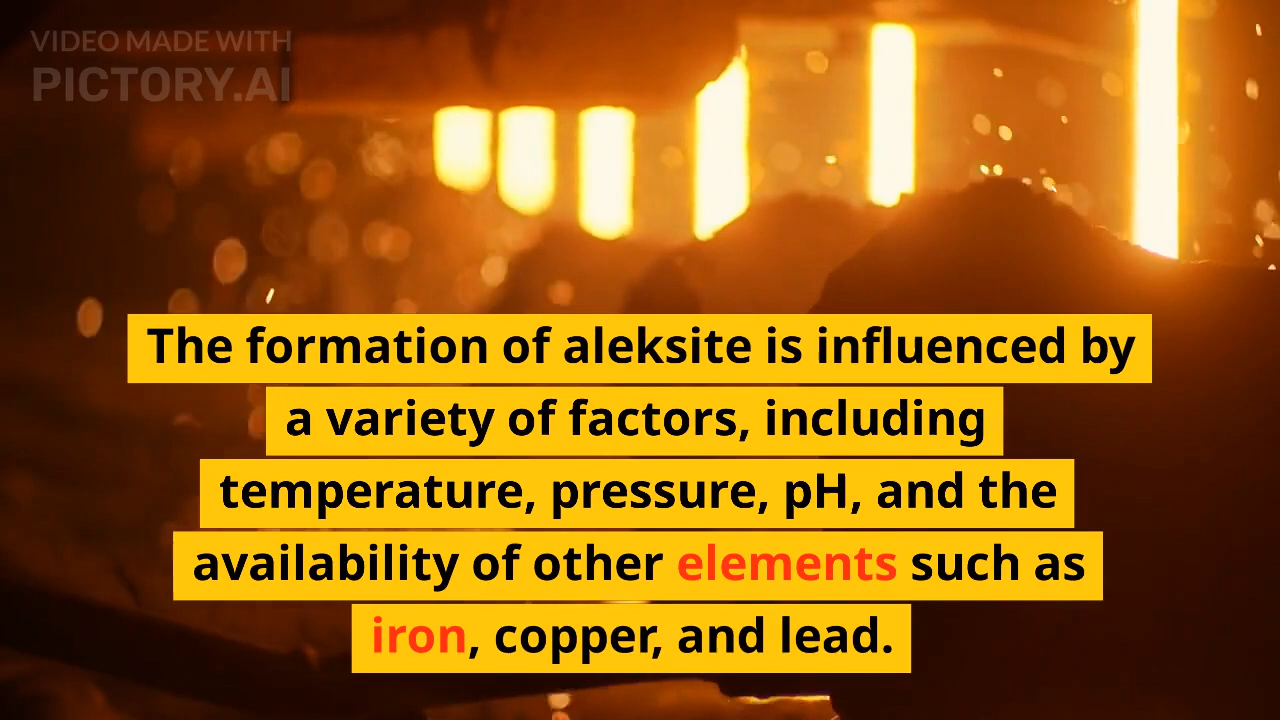 VIDEO MADE WITH
PICTORY.AI
The formation of aleksite is influenced by
a variety of factors, including
temperature, pressure, pH, and the
availability of other elements such as
iron, copper, and lead.